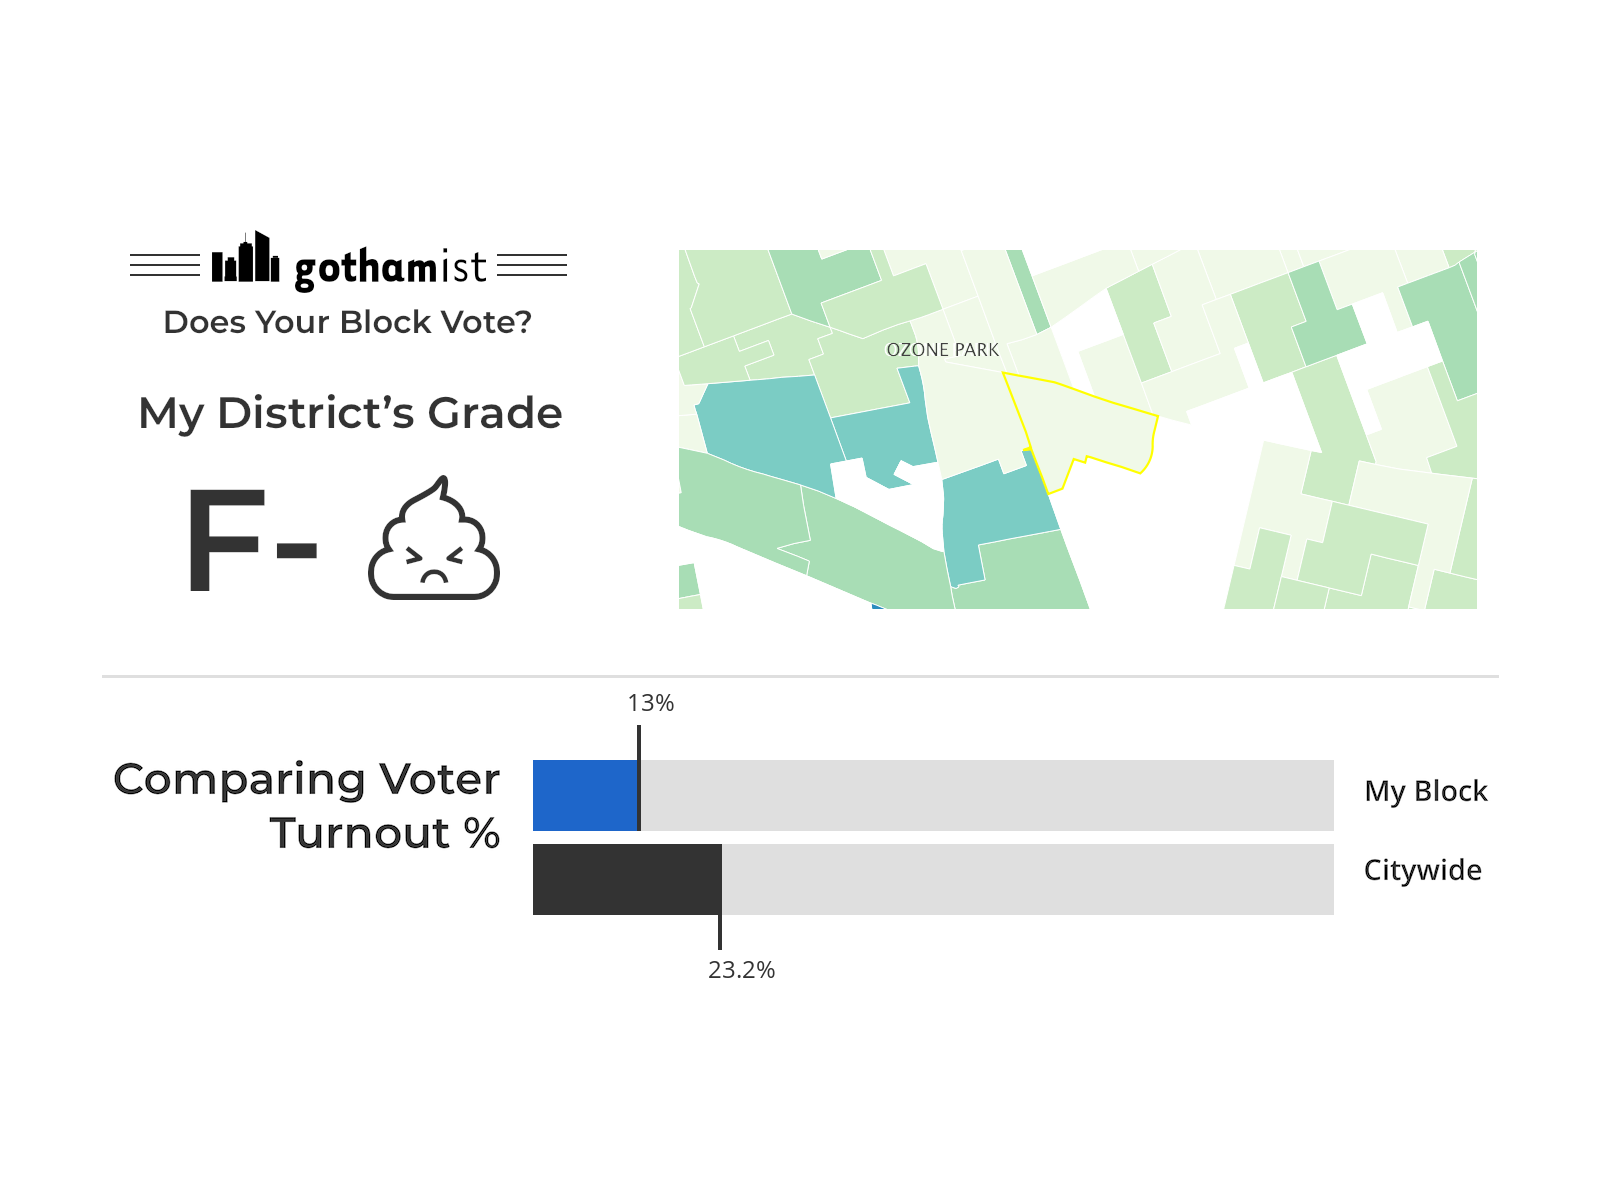 gothamist
Does Your Block Vote?
My District’s Grade
F-
OZONE PARK
13%
Comparing Voter
Turnout %
My Block
Citywide
23.2%